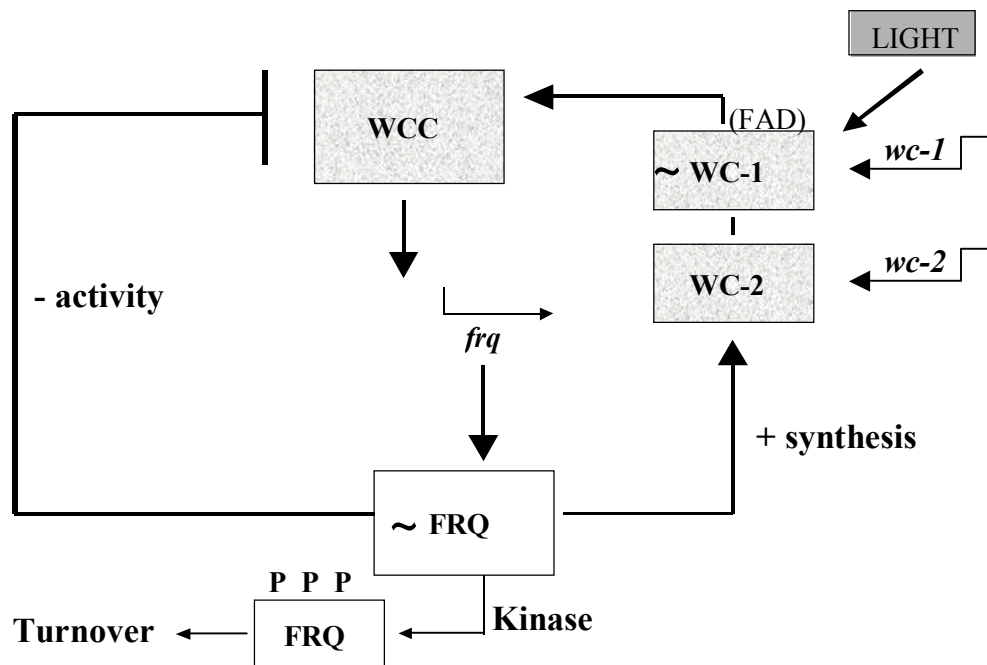 LIGHT
WCC
(FAD)
wc-1
~ WC-1
wc-2
WC-2
- activity
frq
+ synthesis
~ FRQ
P P P
Kinase
Turnover
FRQ